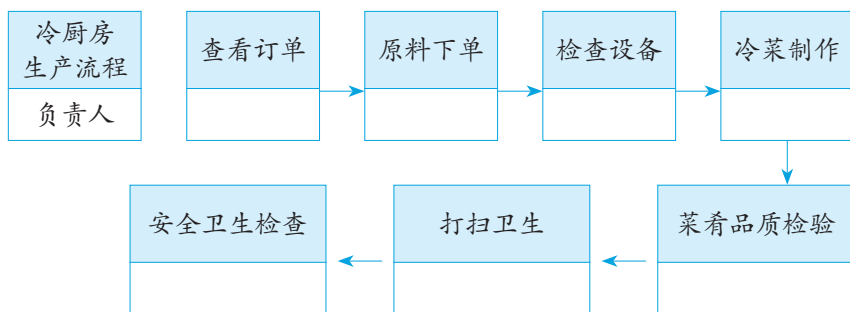 冷厨房
生产流程
负责人
查看订单
原料下单
检查设备
冷菜制作
菜肴品质检验
打扫卫生
安全卫生检查